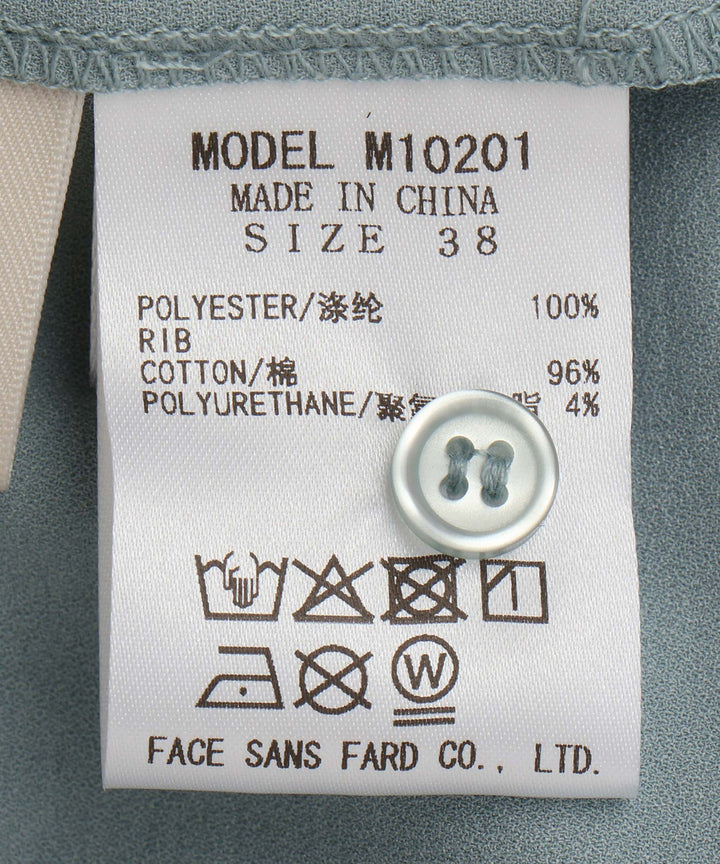 MODEL M10201
MADE IN CHINA
SIZE 38
POLYESTER/涤纶 100%
RIB
COTTON/棉 96%
POLYURETHANE/聚 脂 4%
W
FACE SANS FARD CO., LTD.